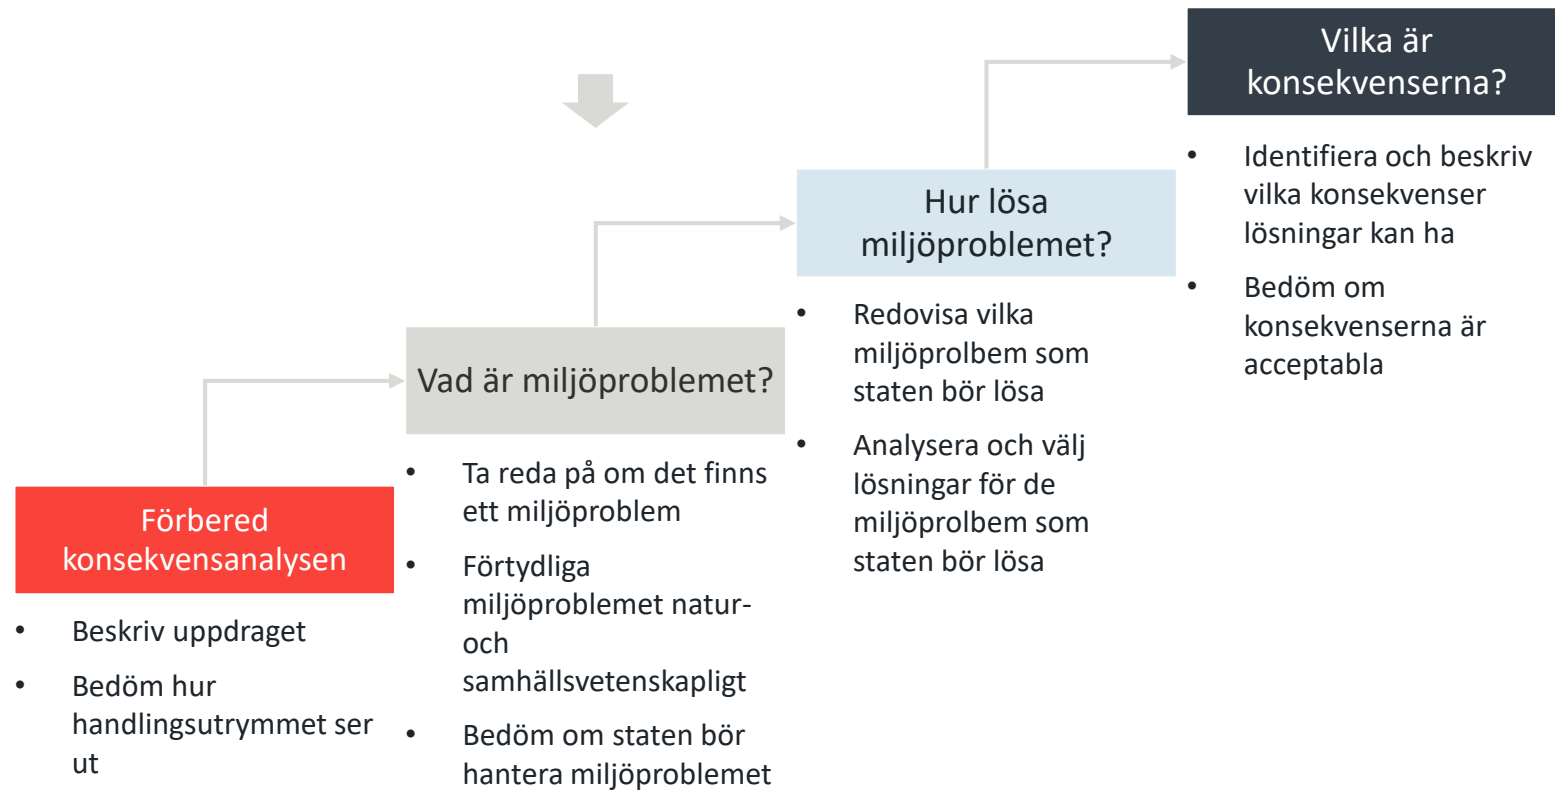 Förbered
konsekvensanalysen
• Beskriv uppdraget
• Bedöm hur
handlingsutrymmet ser
ut
Vad är miljöproblemet?
• Ta reda på om det finns
ett miljöproblem
• Förtydliga
miljöproblemet natur-
och
samhällsvetenskapligt
• Bedöm om staten bör
hantera miljöproblemet
Hur lösa
miljöproblemet?
• Redovisa vilka
miljöprolbem som
staten bör lösa
• Analysera och välj
lösningar för de
miljöprolbem som
staten bör lösa
Vilka är
konsekvenserna?
• Identifiera och beskriv
vilka konsekvenser
lösningar kan ha
• Bedöm om
konsekvenserna är
acceptabla